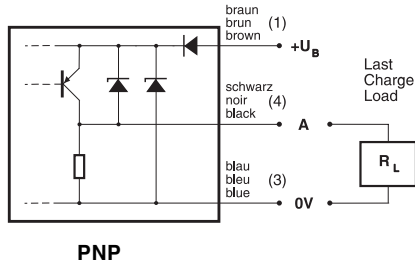 braun
brun
brown
(1)
+U_B
schwarz
noir
black
(4)
A
Last
Charge
Load
R_L
blau
bleu
blue
(3)
0V
PNP